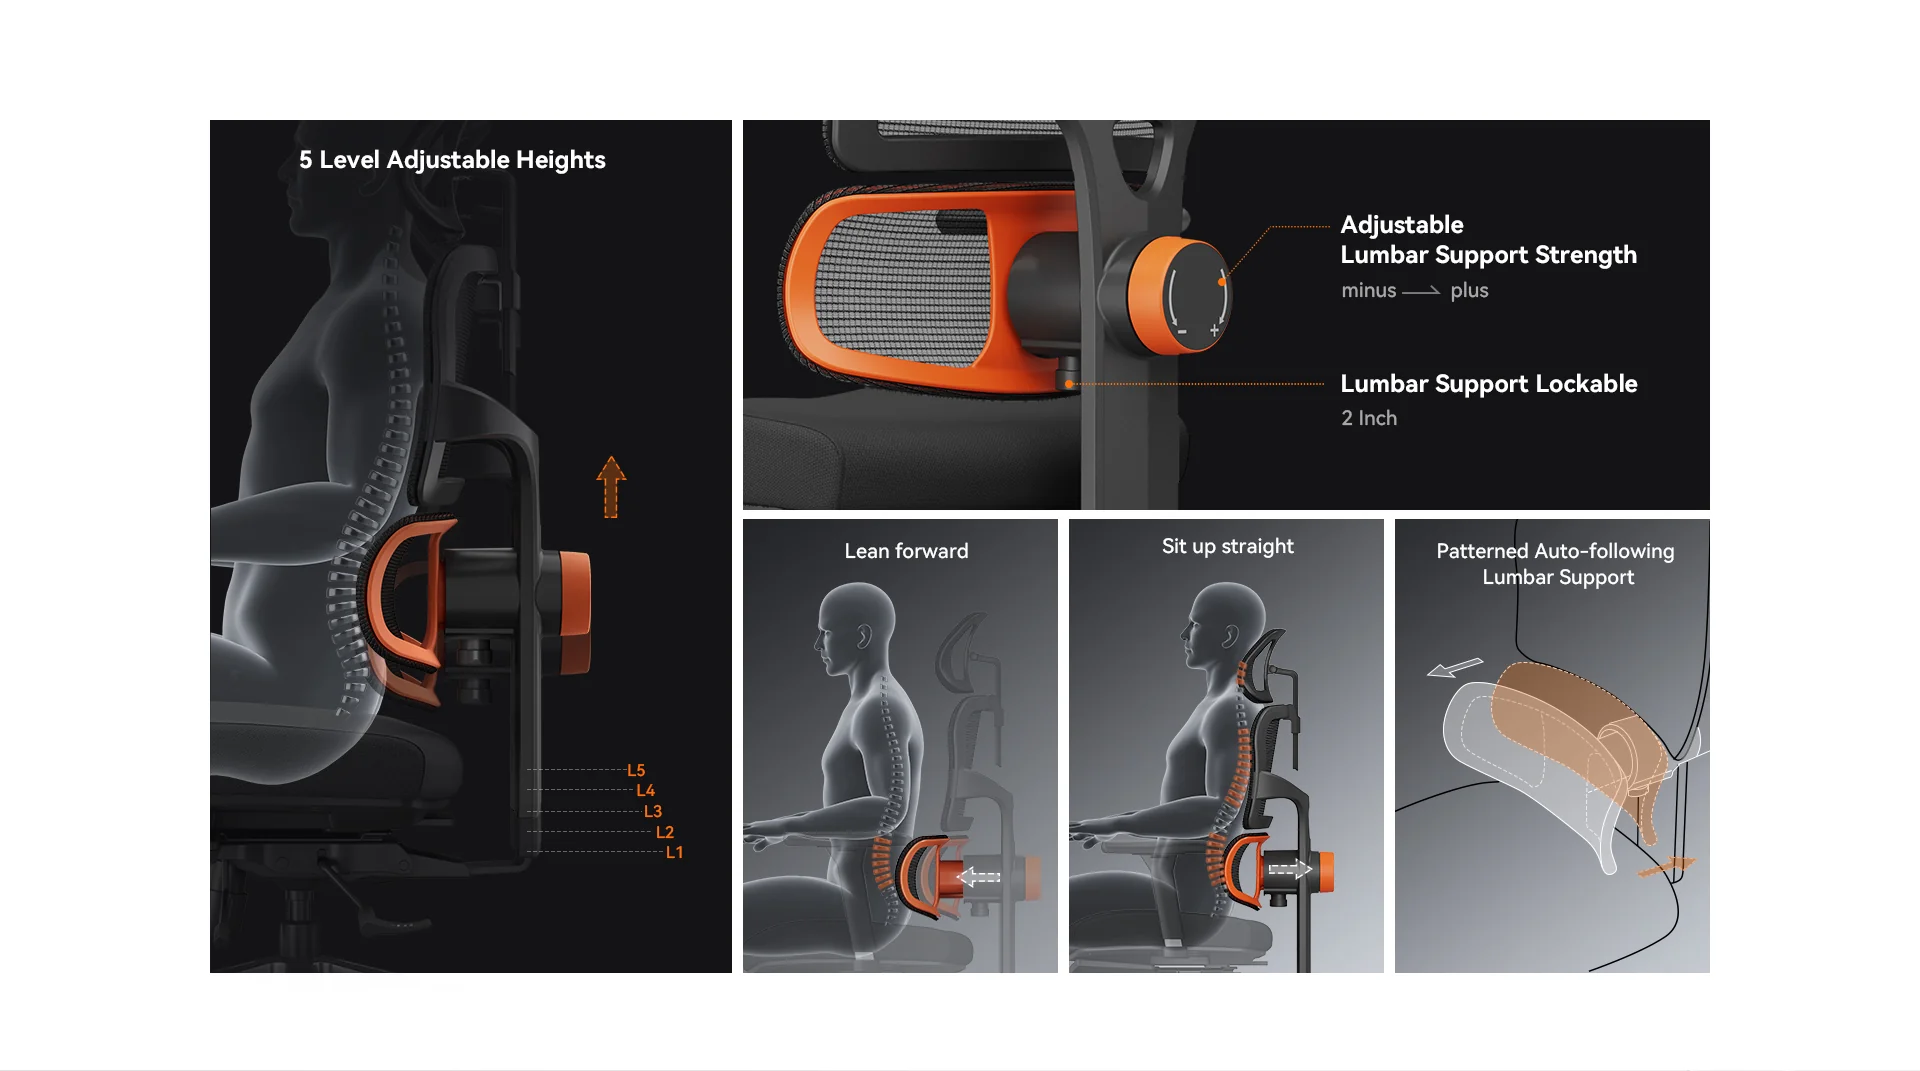 5 Level Adjustable Heights
L5
L4
L3
L2
L1
Adjustable
Lumbar Support Strength
minus plus
- +
Lumbar Support Lockable
2 Inch
Lean forward
Sit up straight
Patterned Auto-following
Lumbar Support